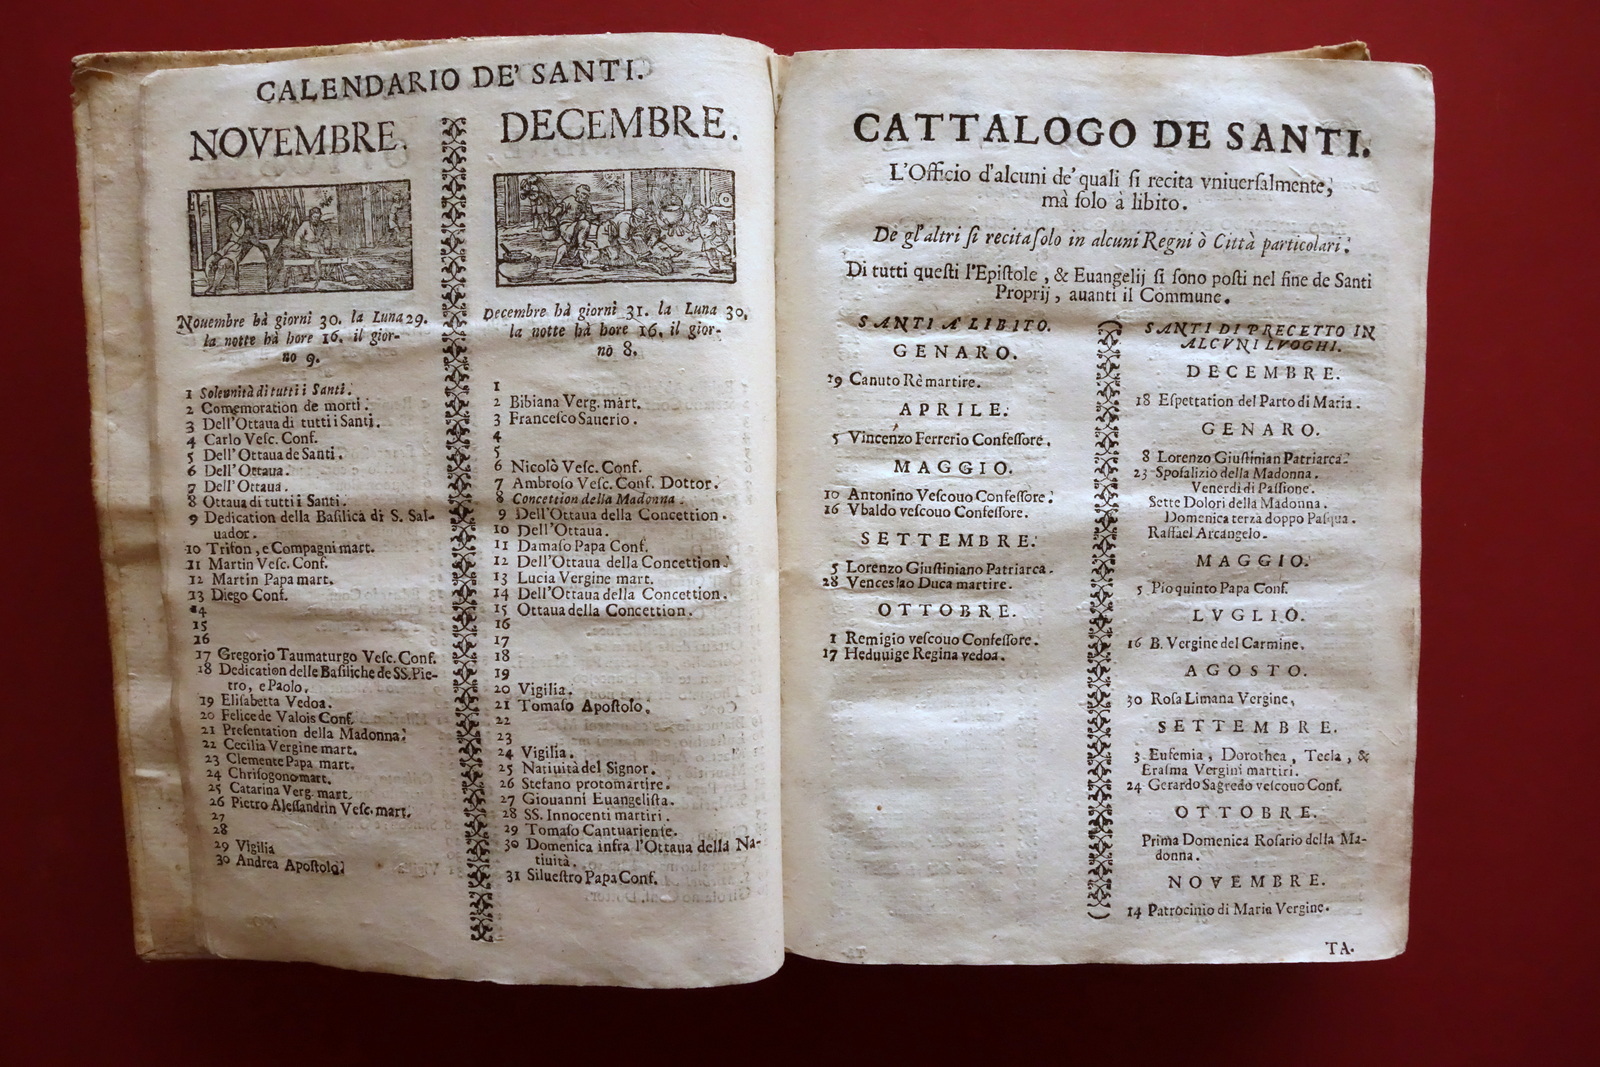 CALENDARIO DE' SANTI.
NOVEMBRE.
Nouembre hà giorni 30. la Luna 29.
la notte hà hore 16. il gior-
no 9.
1 Solennità di tutti i Santi.
2 Comemoration de morti.
3 Dell'Ottaua di tutti i Santi.
4 Carlo Vesc. Conf.
5 Dell'Ottaua de Santi.
6 Dell'Ottaua.
7 Dell'Ottaua.
8 Ottaua di tutti i Santi.
9 Dedication della Basilica di S. Sal-
uador.
10 Trifon, e Compagni mart.
11 Martin Vesc. Conf.
12 Martin Papa mart.
13 Diego Conf.
14
15
16
17 Gregorio Taumaturgo Vesc. Conf.
18 Dedication delle Basiliche de SS. Pie-
tro, e Paolo.
19 Elisabetta Vedoa.
20 Felice de Valois Conf.
21 Presentation della Madonna.
22 Cecilia Vergine mart.
23 Clemente Papa mart.
24 Chrisogono mart.
25 Catarina Verg. mart.
26 Pietro Alessandrin Vesc. mart.
27
28
29 Vigilia
30 Andrea Apostolo.
DECEMBRE.
Decembre hà giorni 31. la Luna 30,
la notte hà hore 16. il gior-
no 8.
1
2 Bibiana Verg. màrt.
3 Francesco Sauerio.
4
5
6 Nicolò Vesc. Conf.
7 Ambroso Vesc. Conf. Dottor.
8 Concettion della Madonna.
9 Dell'Ottaua della Concettion.
10 Dell'Ottaua.
11 Damaso Papa Conf.
12 Dell'Ottaua della Concettion.
13 Lucia Vergine mart.
14 Dell'Ottaua della Concettion.
15 Ottaua della Concettion.
16
17
18
19
20 Vigilia.
21 Tomaso Apostolo.
22
23
24 Vigilia.
25 Natiuità del Signor.
26 Stefano protomartire.
27 Giouanni Euangelista.
28 SS. Innocenti martiri.
29 Tomaso Cantuariense.
30 Domenica infra l'Ottaua della Na-
tiuità.
31 Siluestro Papa Conf.
CATTALOGO DE SANTI.
L'Officio d'alcuni de' quali si recita vniuersalmente,
mà solo à libito.
De gl'altri si recita solo in alcuni Regni ò Città particolari.
Di tutti questi l'Epistole, & Euangelij si sono posti nel fine de Santi
Proprij, auanti il Commune.
SANTI A' LIBITO.
GENARO.
19 Canuto Rè martire.
APRILE.
5 Vincenzo Ferrerio Confessore.
MAGGIO.
10 Antonino Vescouo Confessore.
16 Vbaldo vescouo Confessore.
SETTEMBRE.
5 Lorenzo Giustiniano Patriarca.
28 Venceslao Duca martire.
OTTOBRE.
1 Remigio vescouo Confessore.
17 Heduuige Regina vedoa.
SANTI DI PRECETTO IN
ALCVNI LVOGHI.
DECEMBRE.
18 Espettation del Parto di Maria.
GENARO.
8 Lorenzo Giustinian Patriarca.
23 Sposalizio della Madonna.
Venerdi di Passione.
Sette Dolori della Madonna.
Domenica terza doppo Pasqua.
Raffael Arcangelo.
MAGGIO.
5 Pio quinto Papa Conf.
LVGLIO.
16 B. Vergine del Carmine.
AGOSTO.
30 Rosa Limana Vergine,
SETTEMBRE.
3 Eufemia, Dorothea, Tecla, &
Erasma Vergini martiri.
24 Gerardo Sagredo vescouo Conf.
OTTOBRE.
Prima Domenica Rosario della Ma-
donna.
NOVEMBRE.
14 Patrocinio di Maria Vergine.
TA.